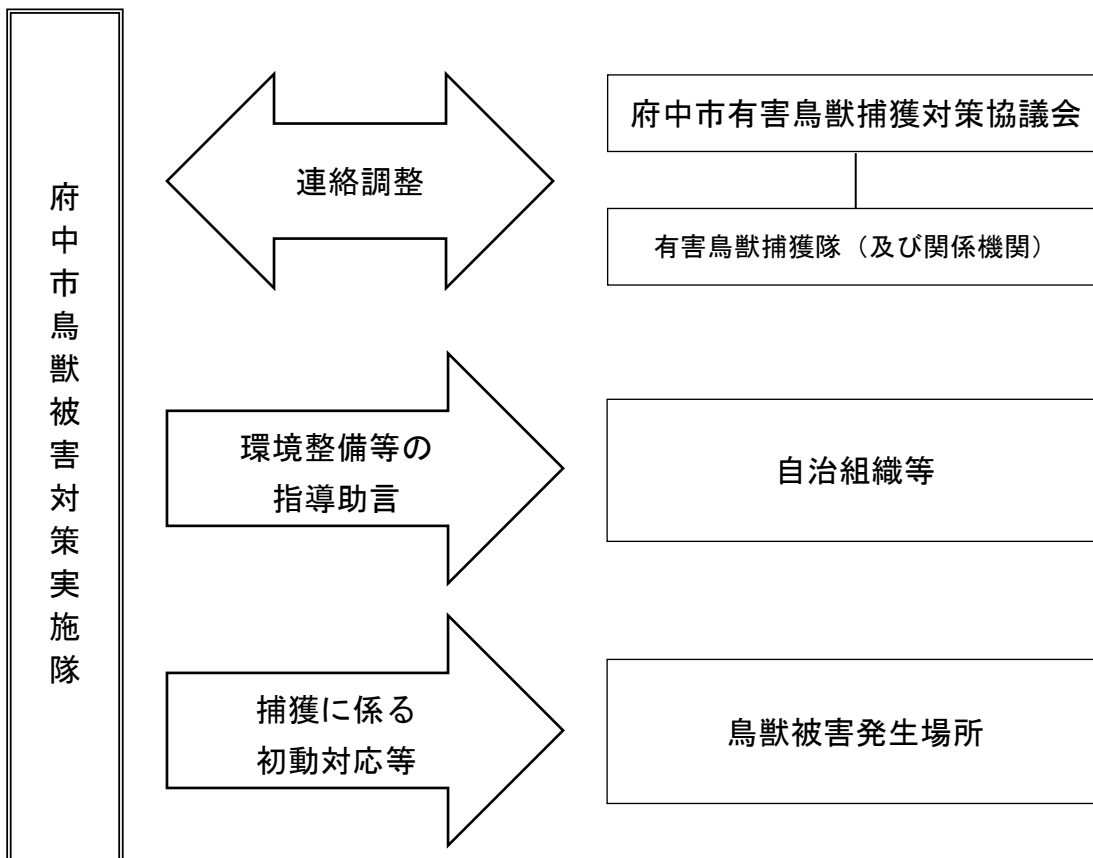 府中市鳥獣被害対策実施隊
連絡調整
府中市有害鳥獣捕獲対策協議会
有害鳥獣捕獲隊（及び関係機関）
環境整備等の
指導助言
自治組織等
捕獲に係る
初動対応等
鳥獣被害発生場所